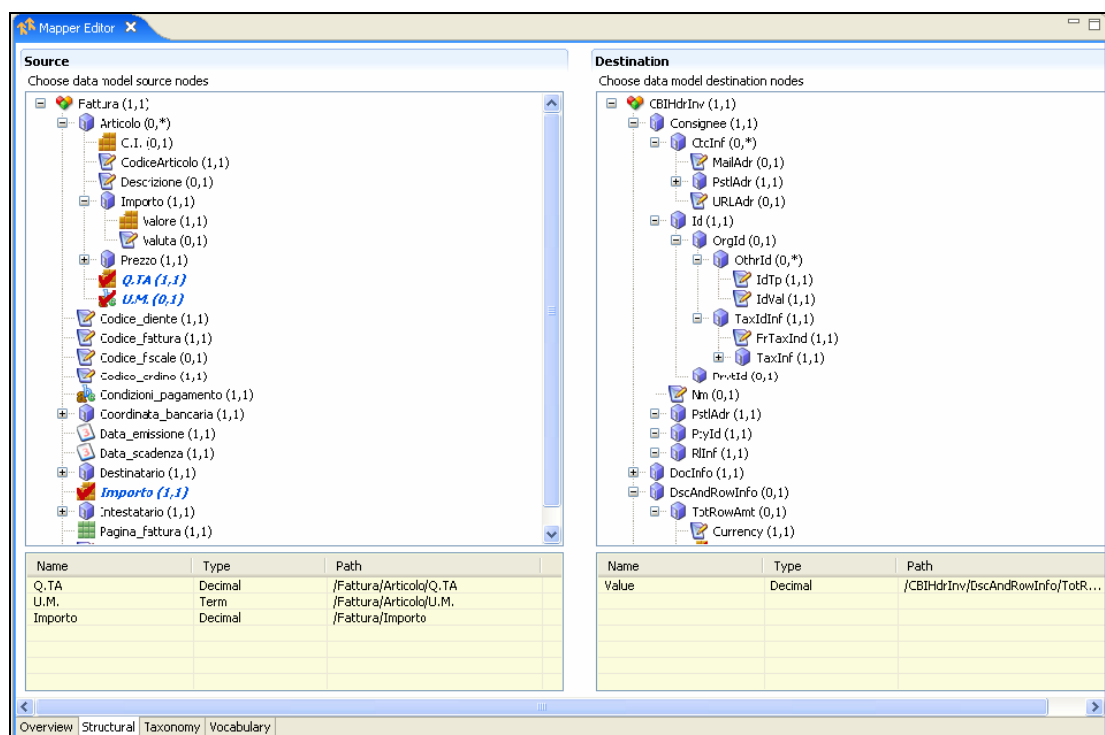 Mapper Editor
Source
Choose data model source nodes
Fattura (1,1)
Articolo (0,*)
C.I. (0,1)
CodiceArticolo (1,1)
Descrizione (0,1)
Importo (1,1)
Valore (1,1)
Valuta (0,1)
Prezzo (1,1)
Q.TA (1,1)
U.M. (0,1)
Codice_cliente (1,1)
Codice_fattura (1,1)
Codice_fiscale (0,1)
Codice_ordine (1,1)
Condizioni_pagamento (1,1)
Coordinata_bancaria (1,1)
Data_emissione (1,1)
Data_scadenza (1,1)
Destinatario (1,1)
Importo (1,1)
Intestatario (1,1)
Pagina_fattura (1,1)
Name Type Path
Q.TA Decimal /Fattura/Articolo/Q.TA
U.M. Term /Fattura/Articolo/U.M.
Importo Decimal /Fattura/Importo
Destination
Choose data model destination nodes
CBIHdrInv (1,1)
Consignee (1,1)
CtcInf (0,*)
MailAdr (0,1)
PstlAdr (1,1)
URLAdr (0,1)
Id (1,1)
OrgId (0,1)
OthrId (0,*)
IdTp (1,1)
IdVal (1,1)
TaxIdInf (1,1)
FrTaxInd (1,1)
TaxInf (1,1)
PrvtId (0,1)
Nm (0,1)
PstlAdr (1,1)
PtyId (1,1)
RlInf (1,1)
DocInfo (1,1)
DscAndRowInfo (0,1)
TotRowAmt (0,1)
Currency (1,1)
Name Type Path
Value Decimal /CBIHdrInv/DscAndRowInfo/TotR...
Overview Structural Taxonomy Vocabulary